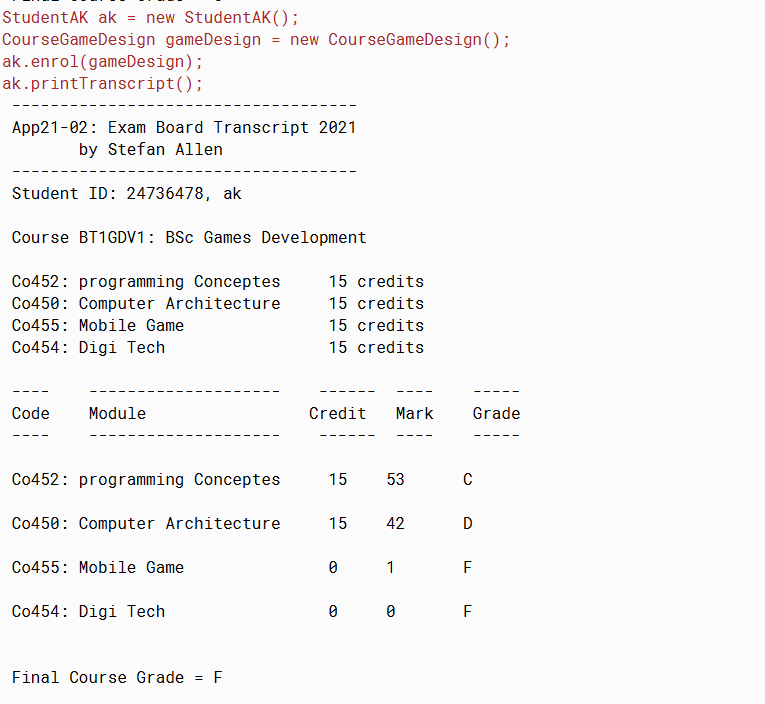 StudentAK ak = new StudentAK();
CourseGameDesign gameDesign = new CourseGameDesign();
ak.enrol(gameDesign);
ak.printTranscript();
------------------------------------
App21-02: Exam Board Transcript 2021
by Stefan Allen
------------------------------------
Student ID: 24736478, ak
Course BT1GDV1: BSc Games Development
Co452: programming Conceptes     15 credits
Co450: Computer Architecture     15 credits
Co455: Mobile Game               15 credits
Co454: Digi Tech                 15 credits
----    --------------------    ------  ----    -----
Code    Module                 Credit   Mark    Grade
----    --------------------    ------  ----    -----
Co452: programming Conceptes     15    53      C
Co450: Computer Architecture     15    42      D
Co455: Mobile Game               0     1       F
Co454: Digi Tech                 0     0       F
Final Course Grade = F